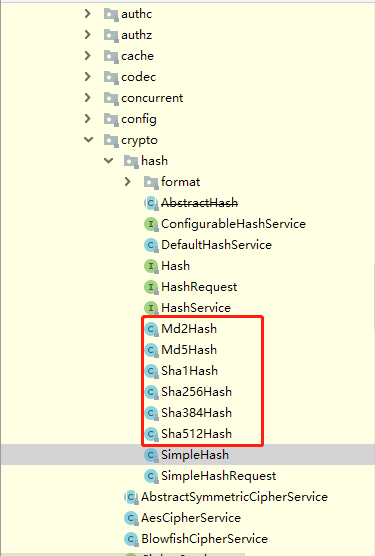 authc
authz
cache
codec
concurrent
config
crypto
hash
format
AbstractHash
ConfigurableHashService
DefaultHashService
Hash
HashRequest
HashService
Md2Hash
Md5Hash
Sha1Hash
Sha256Hash
Sha384Hash
Sha512Hash
SimpleHash
SimpleHashRequest
AbstractSymmetricCipherService
AesCipherService
BlowfishCipherService